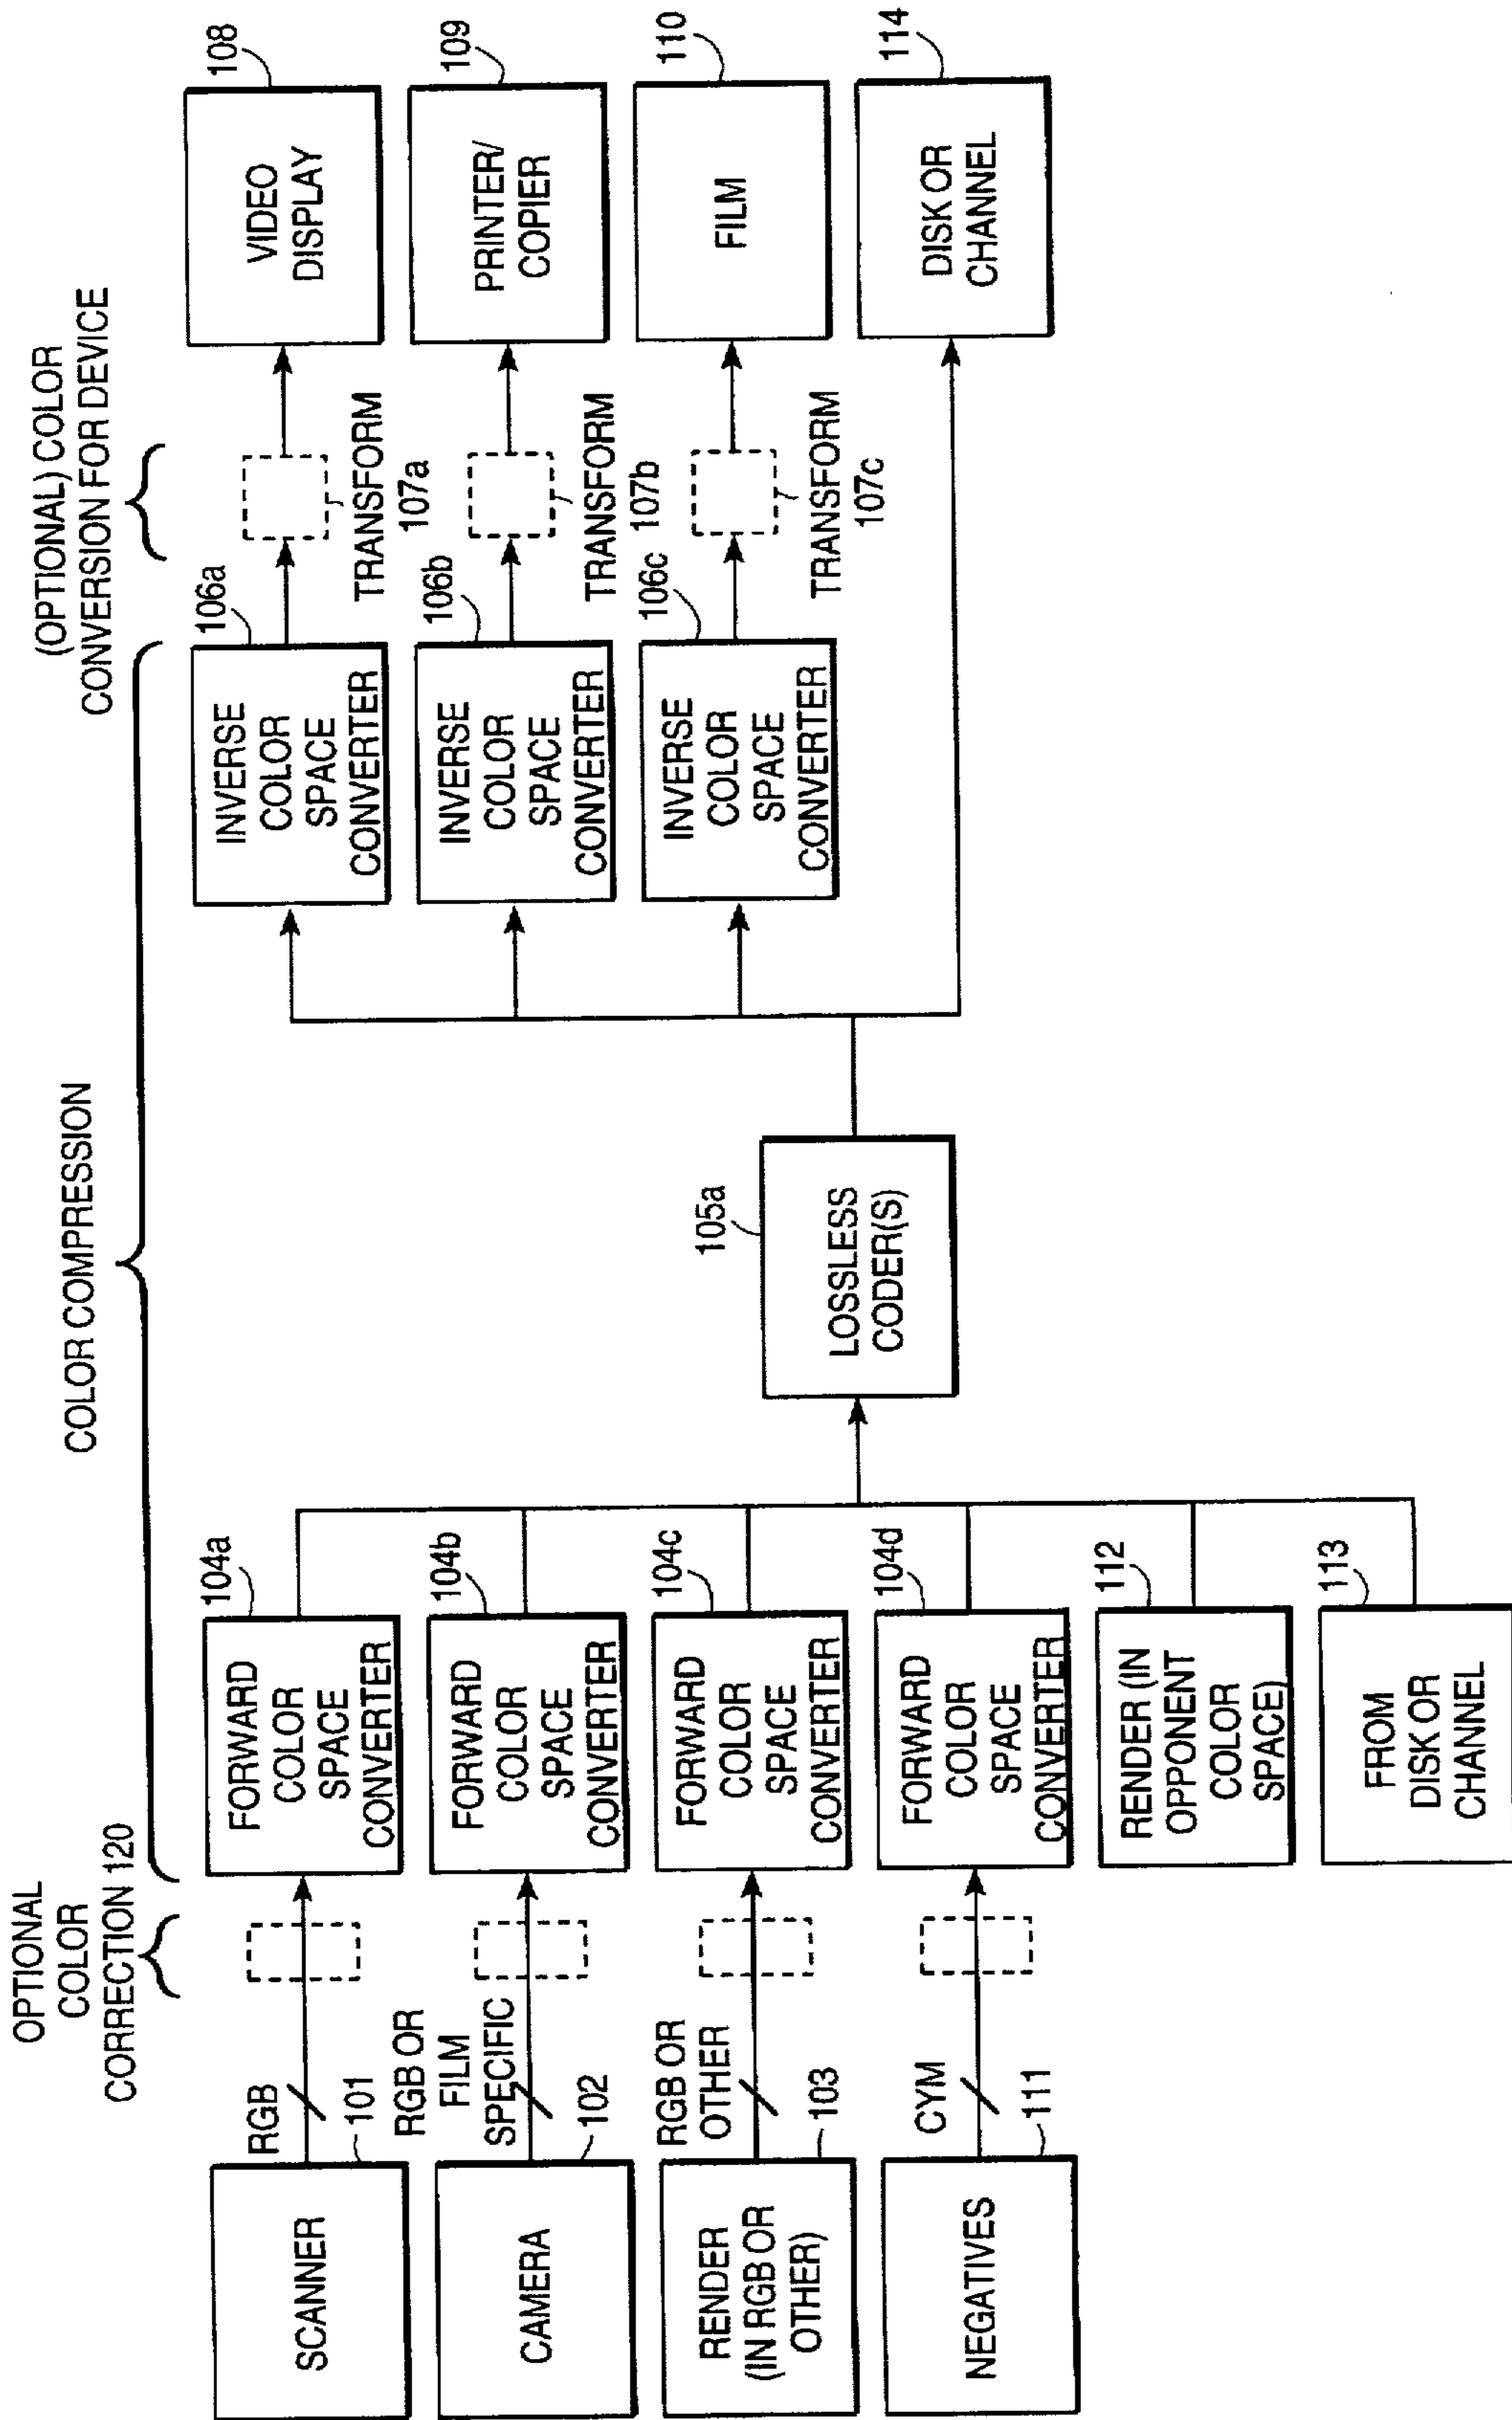 OPTIONAL
COLOR
CORRECTION 120
COLOR COMPRESSION
(OPTIONAL) COLOR
CONVERSION FOR DEVICE
SCANNER
101
RGB
FORWARD
COLOR
SPACE
CONVERTER
104a
INVERSE
COLOR
SPACE
CONVERTER
106a
TRANSFORM
107a
VIDEO
DISPLAY
108
CAMERA
102
RGB OR
FILM
SPECIFIC
FORWARD
COLOR
SPACE
CONVERTER
104b
INVERSE
COLOR
SPACE
CONVERTER
106b
TRANSFORM
107b
PRINTER/
COPIER
109
RENDER
(IN RGB OR
OTHER)
103
RGB OR
OTHER
FORWARD
COLOR
SPACE
CONVERTER
104c
LOSSLESS
CODER(S)
105a
INVERSE
COLOR
SPACE
CONVERTER
106c
TRANSFORM
107c
FILM
110
NEGATIVES
111
CYM
FORWARD
COLOR
SPACE
CONVERTER
104d
DISK OR
CHANNEL
114
RENDER (IN
OPPONENT
COLOR
SPACE)
112
FROM
DISK OR
CHANNEL
113